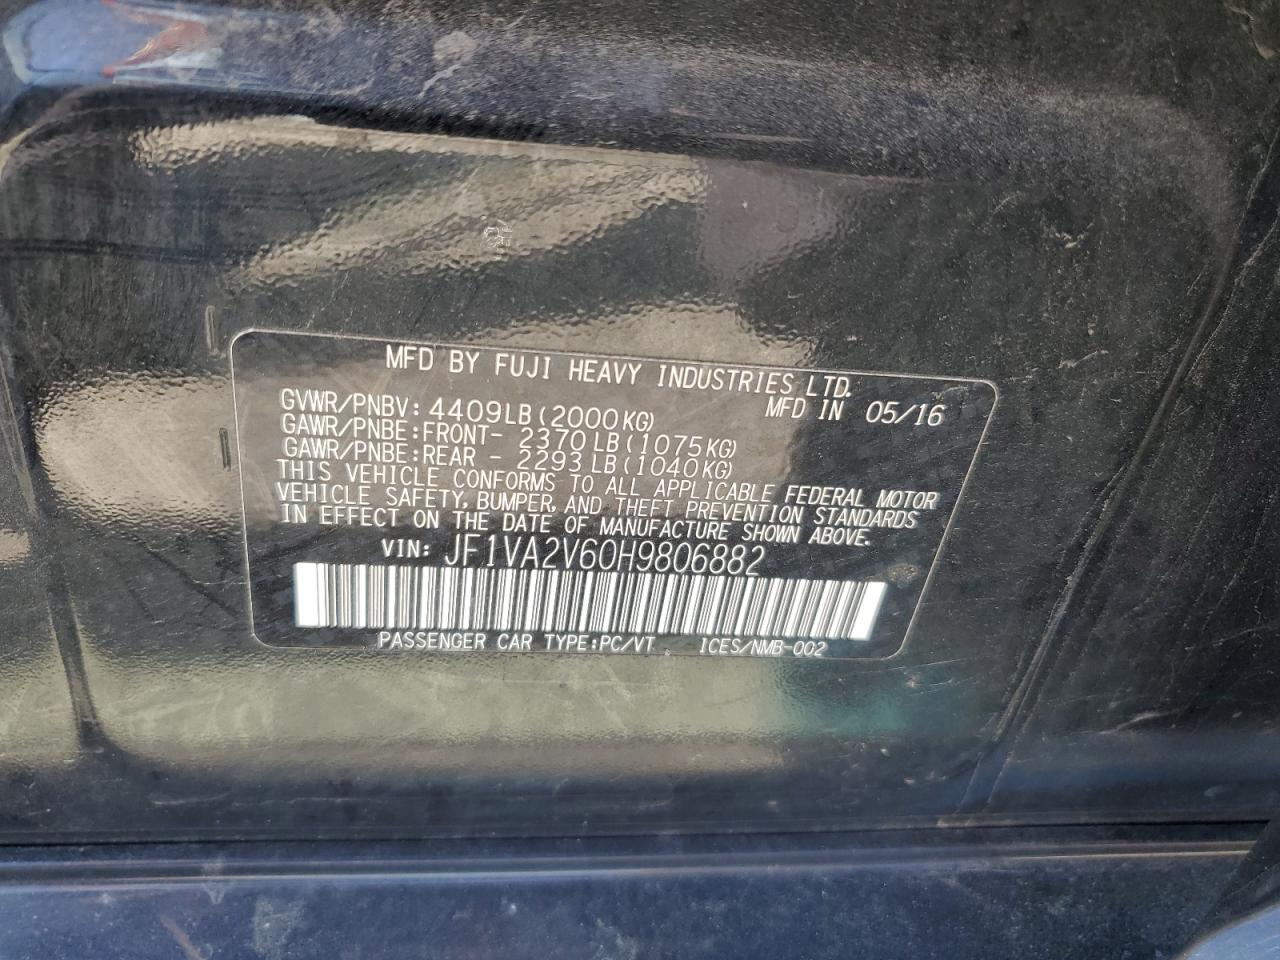 MFD BY FUJI HEAVY INDUSTRIES LTD.
GVWR/PNBV: 4409LB(2000KG) MFD IN 05/16
GAWR/PNBE:FRONT- 2370LB(1075KG)
GAWR/PNBE:REAR - 2293LB(1040KG)
THIS VEHICLE CONFORMS TO ALL APPLICABLE FEDERAL MOTOR
VEHICLE SAFETY, BUMPER, AND THEFT PREVENTION STANDARDS
IN EFFECT ON THE DATE OF MANUFACTURE SHOWN ABOVE.
VIN: JF1VA2V60H9806882
PASSENGER CAR TYPE:PC/VT ICES/NMB-002